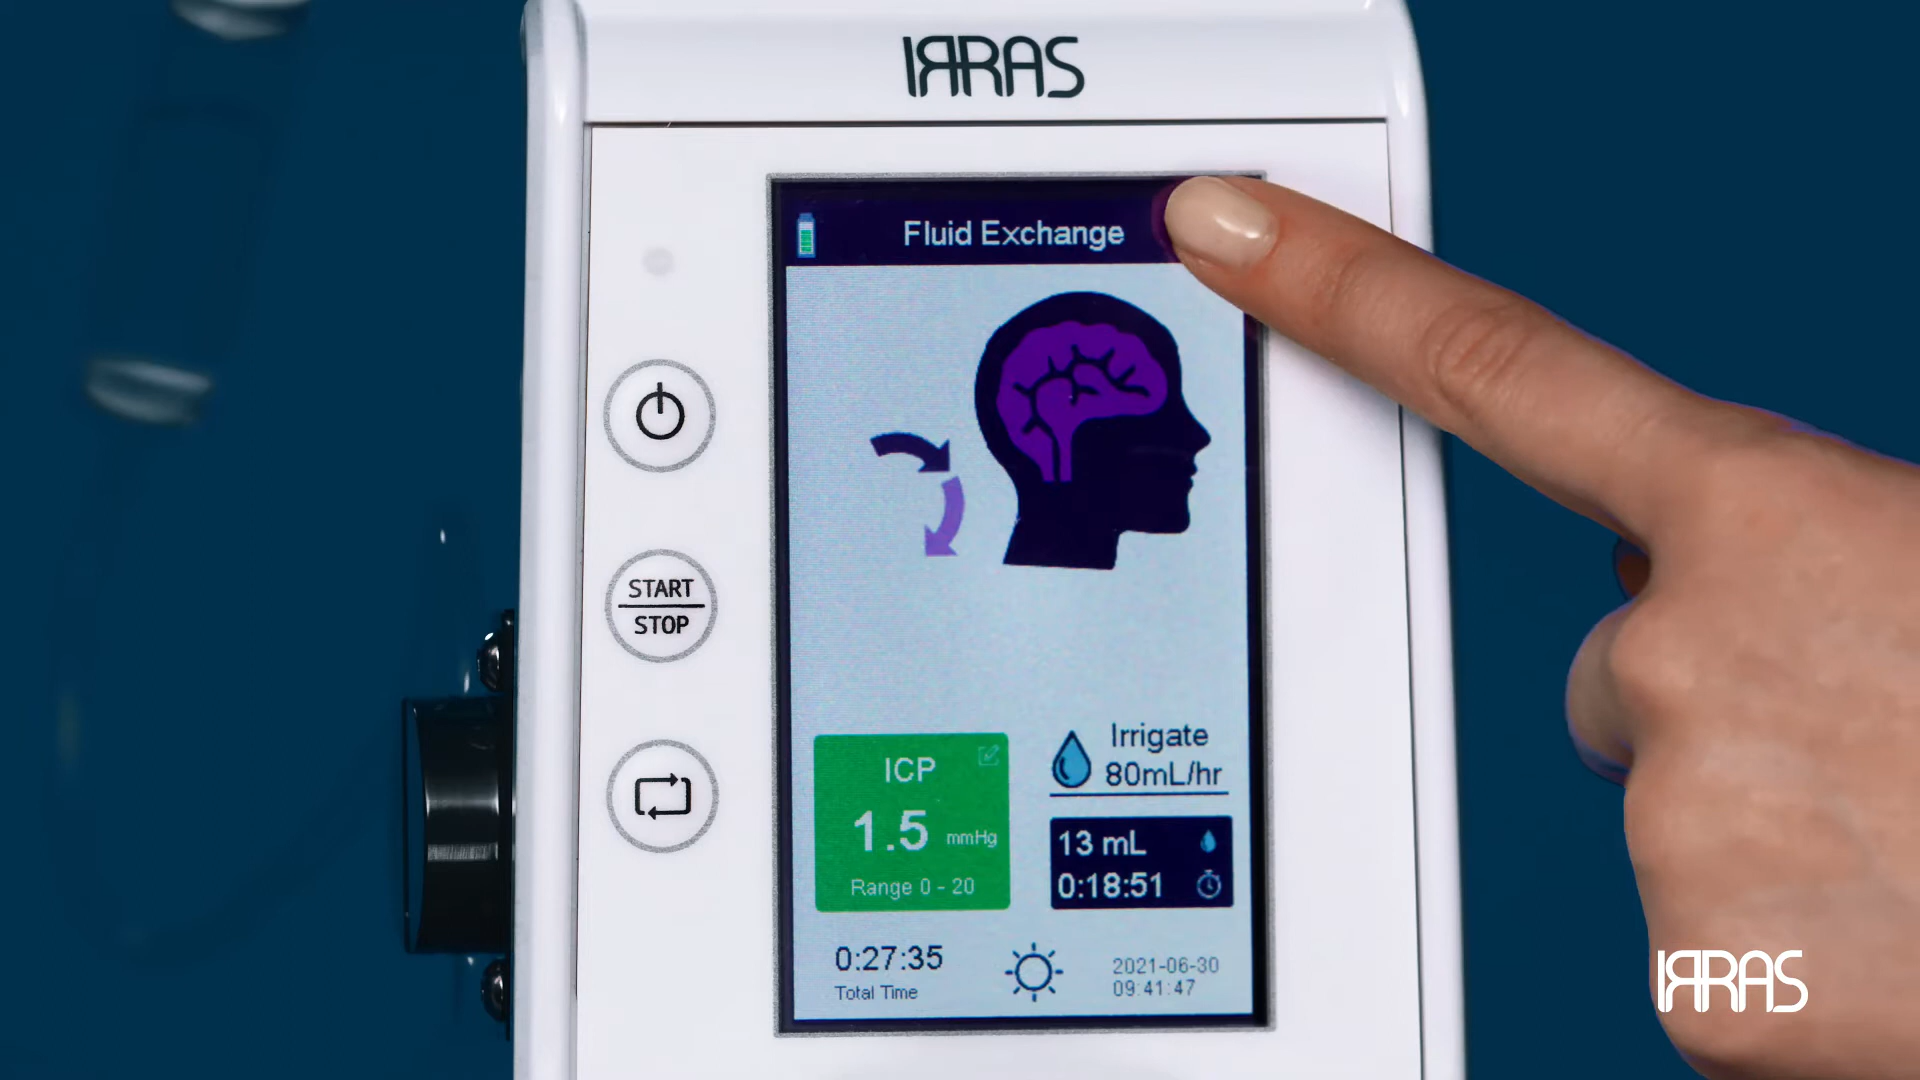 IRRAS
Fluid Exchange
START
STOP
ICP
1.5 mmHg
Range 0 - 20
Irrigate
80mL/hr
13 mL
0:18:51
0:27:35
Total Time
2021-06-30
09:41:47
IRRAS